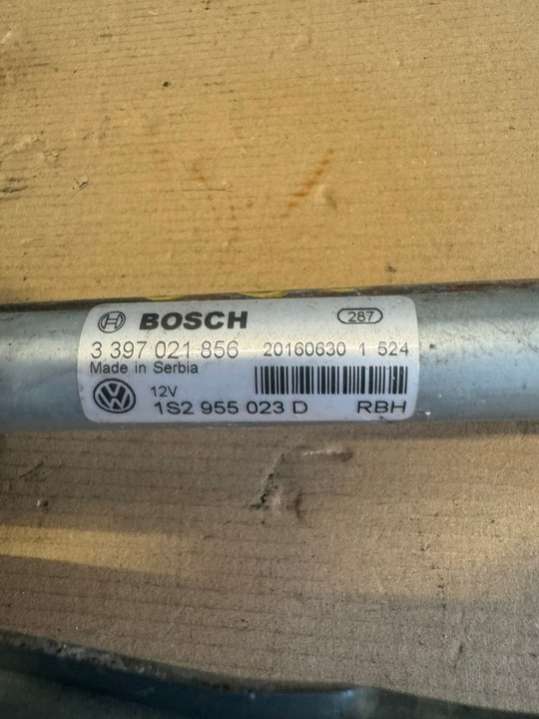 BOSCH 287
3 397 021 856 20160630 1 524
Made in Serbia
12V
1S2 955 023 D RBH